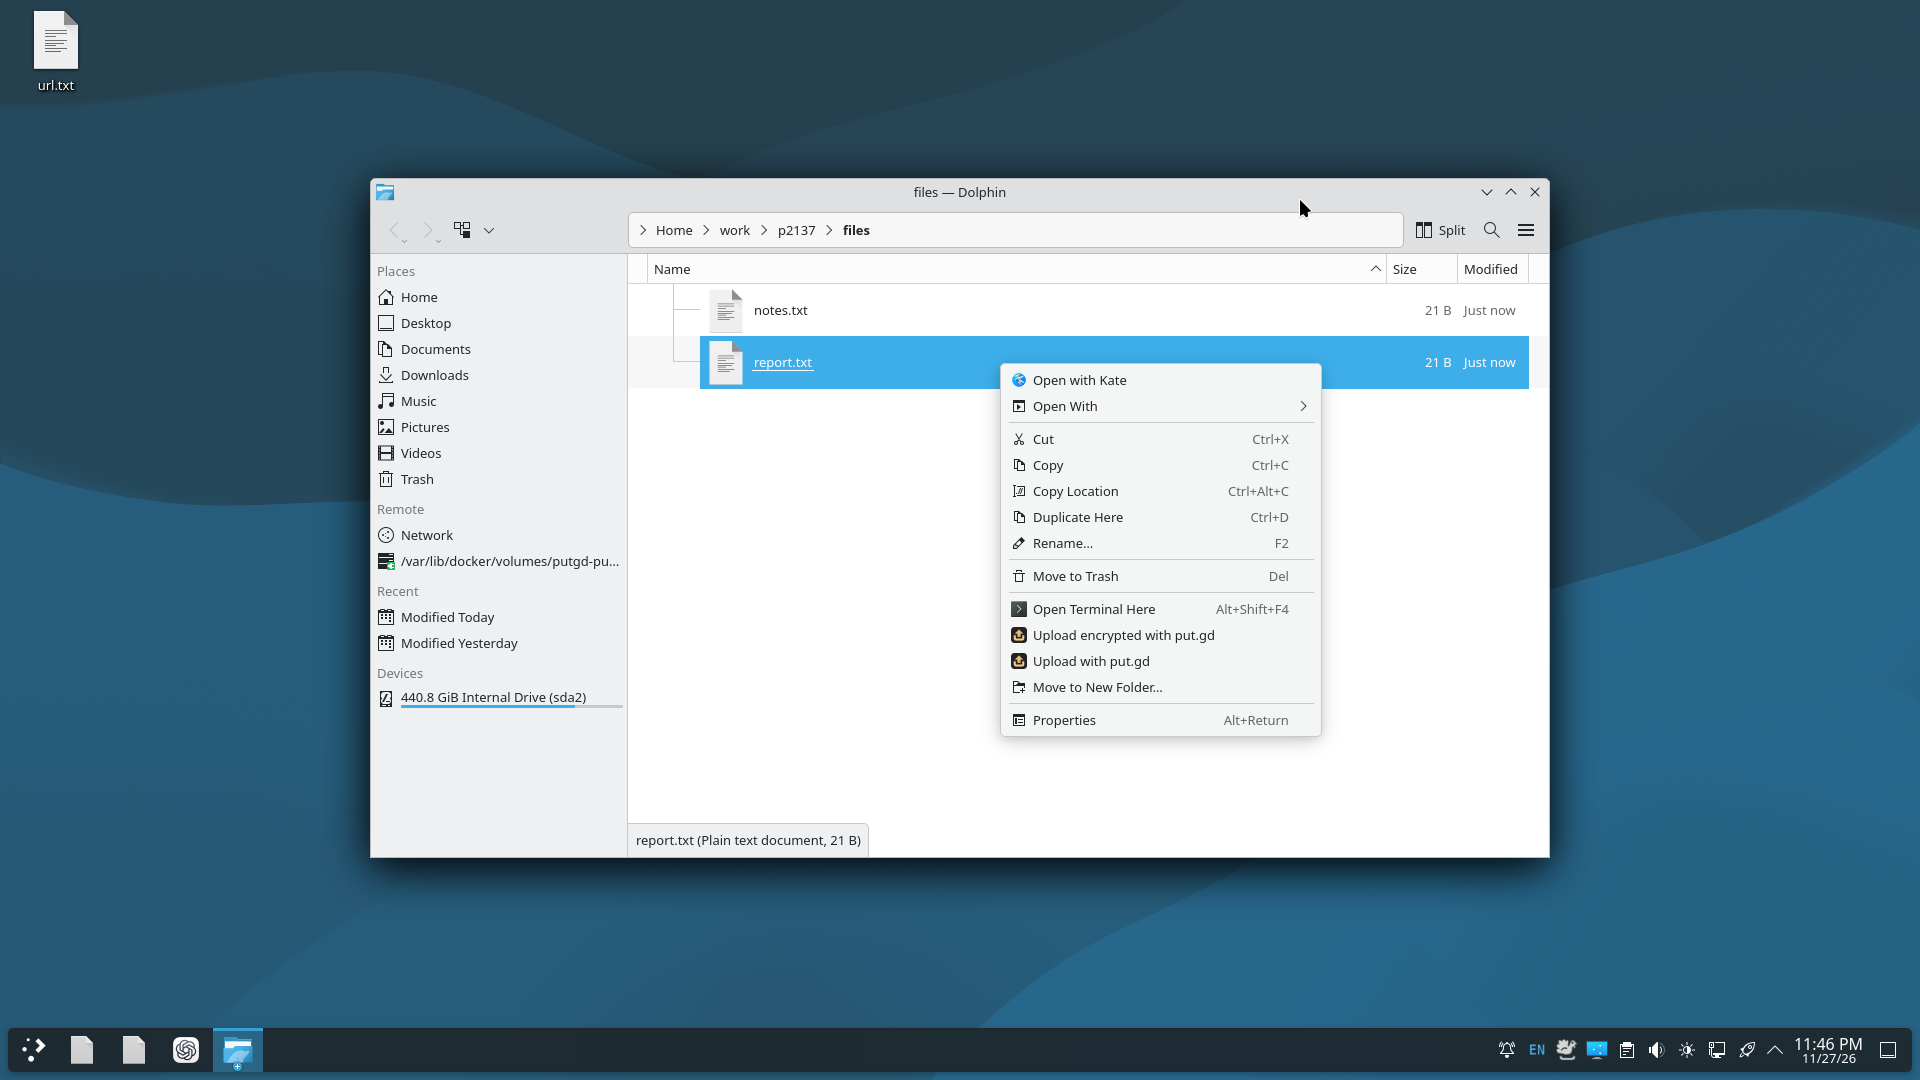 url.txt
files — Dolphin
Home
work
p2137
files
Split
Places
Home
Desktop
Documents
Downloads
Music
Pictures
Videos
Trash
Remote
Network
/var/lib/docker/volumes/putgd-pu...
Recent
Modified Today
Modified Yesterday
Devices
440.8 GiB Internal Drive (sda2)
Name Size Modified
notes.txt 21 B Just now
report.txt 21 B Just now
Open with Kate
Open With
Cut Ctrl+X
Copy Ctrl+C
Copy Location Ctrl+Alt+C
Duplicate Here Ctrl+D
Rename... F2
Move to Trash Del
Open Terminal Here Alt+Shift+F4
Upload encrypted with put.gd
Upload with put.gd
Move to New Folder...
Properties Alt+Return
report.txt (Plain text document, 21 B)
EN
11:46 PM
11/27/26